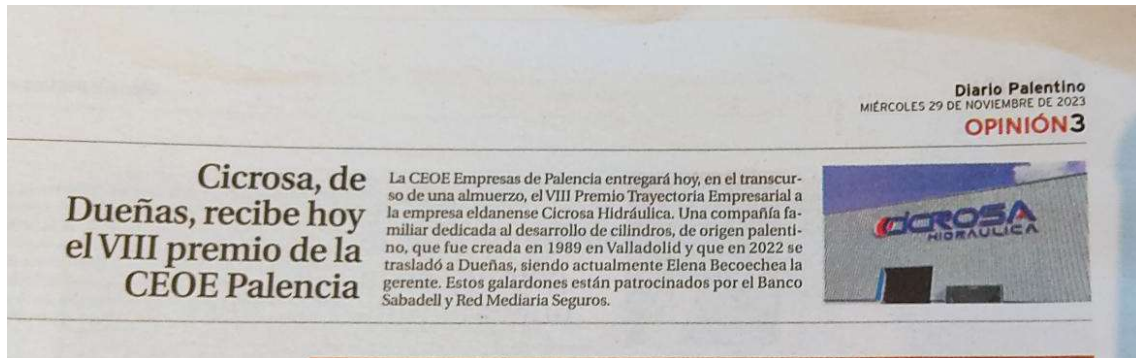 Diario Palentino
MIÉRCOLES 29 DE NOVIEMBRE DE 2023
OPINIÓN3
Cicrosa, de
Dueñas, recibe hoy
el VIII premio de la
CEOE Palencia
La CEOE Empresas de Palencia entregará hoy, en el transcur-
so de una almuerzo, el VIII Premio Trayectoria Empresarial a
la empresa eldanense Cicrosa Hidráulica. Una compañía fa-
miliar dedicada al desarrollo de cilindros, de origen palenti-
no, que fue creada en 1989 en Valladolid y que en 2022 se
trasladó a Dueñas, siendo actualmente Elena Becoechea la
gerente. Estos galardones están patrocinados por el Banco
Sabadell y Red Mediaria Seguros.
CICROSA
HIDRAULICA